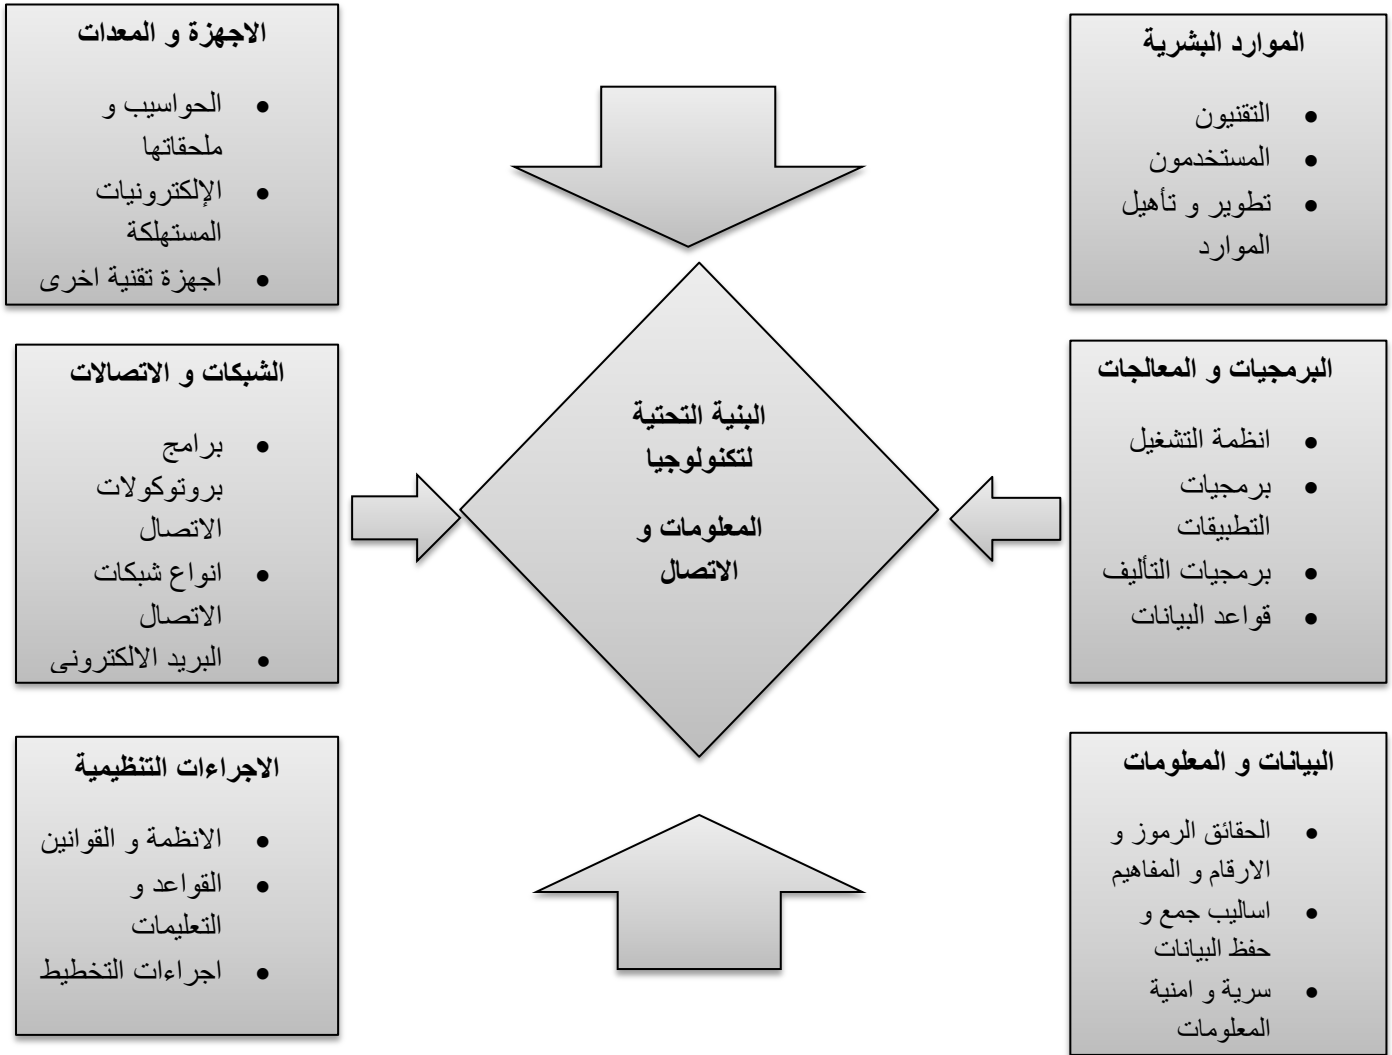 الموارد البشرية
• التقنيون
• المستخدمون
• تطوير و تأهيل
الموارد
الاجهزة و المعدات
• الحواسيب و
ملحقاتها
• الإلكترونيات
المستهلكة
• اجهزة تقنية اخرى
البرمجيات و المعالجات
• انظمة التشغيل
• برمجيات
التطبيقات
• برمجيات التأليف
• قواعد البيانات
البنية التحتية
لتكنولوجيا
المعلومات و
الاتصال
الشبكات و الاتصالات
• برامج
بروتوكولات
الاتصال
• انواع شبكات
الاتصال
• البريد الالكتروني
البيانات و المعلومات
• الحقائق الرموز و
الارقام و المفاهيم
• اساليب جمع و
حفظ البيانات
• سرية و امنية
المعلومات
الاجراءات التنظيمية
• الانظمة و القوانين
• القواعد و
التعليمات
• اجراءات التخطيط